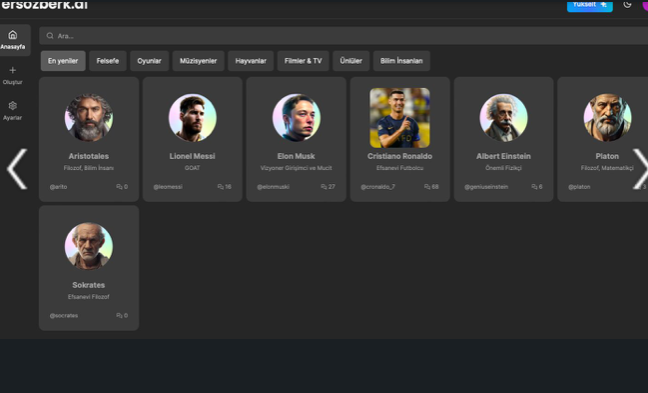 ersozberk.ai
Yükselt
Anasayfa
Oluştur
Ayarlar
Ara...
En yeniler
Felsefe
Oyunlar
Müzisyenler
Hayvanlar
Filmler & TV
Ünlüler
Bilim İnsanları
Aristotales
Filozof, Bilim İnsanı
@arito
0
Lionel Messi
GOAT
@leomessi
16
Elon Musk
Vizyoner Girişimci ve Mucit
@elonmuski
27
Cristiano Ronaldo
Efsanevi Futbolcu
@cronaldo_7
68
Albert Einstein
Önemli Fizikçi
@geniuseinstein
6
Platon
Filozof, Matematikçi
@platon
3
Sokrates
Efsanevi Filozof
@socrates
0